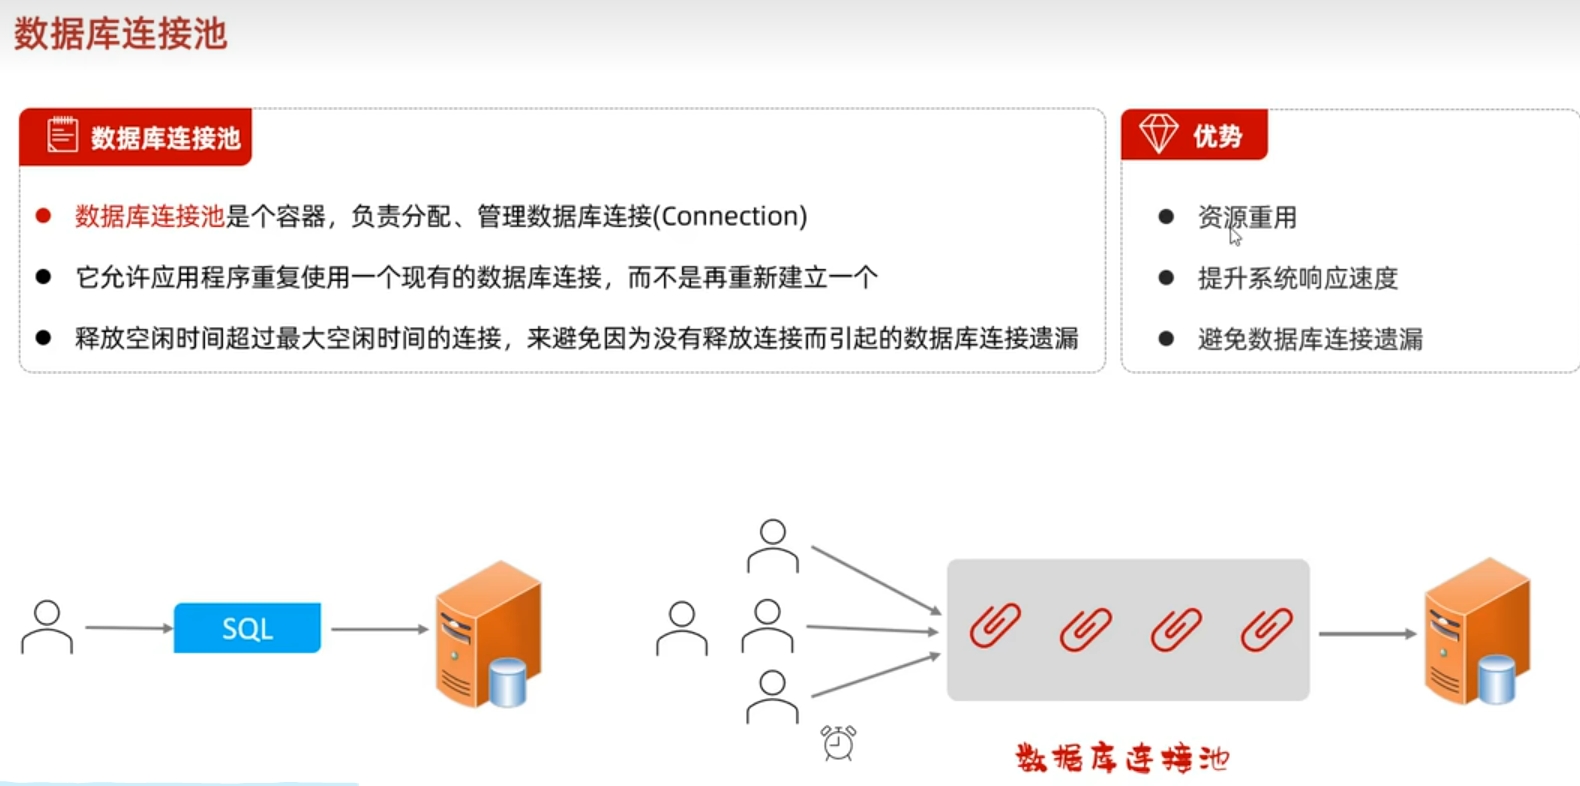 数据库连接池
数据库连接池
数据库连接池是个容器，负责分配、管理数据库连接(Connection)
它允许应用程序重复使用一个现有的数据库连接，而不是再重新建立一个
释放空闲时间超过最大空闲时间的连接，来避免因为没有释放连接而引起的数据库连接遗漏
优势
资源重用
提升系统响应速度
避免数据库连接遗漏
SQL
数据库连接池